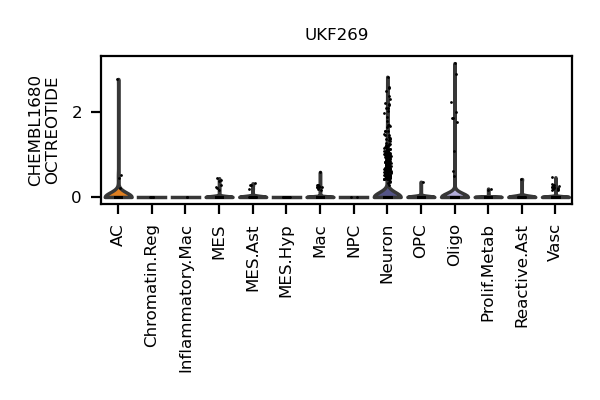 UKF269
CHEMBL1680
OCTREOTIDE
2
0
AC
Chromatin.Reg
Inflammatory.Mac
MES
MES.Ast
MES.Hyp
Mac
NPC
Neuron
OPC
Oligo
Prolif.Metab
Reactive.Ast
Vasc